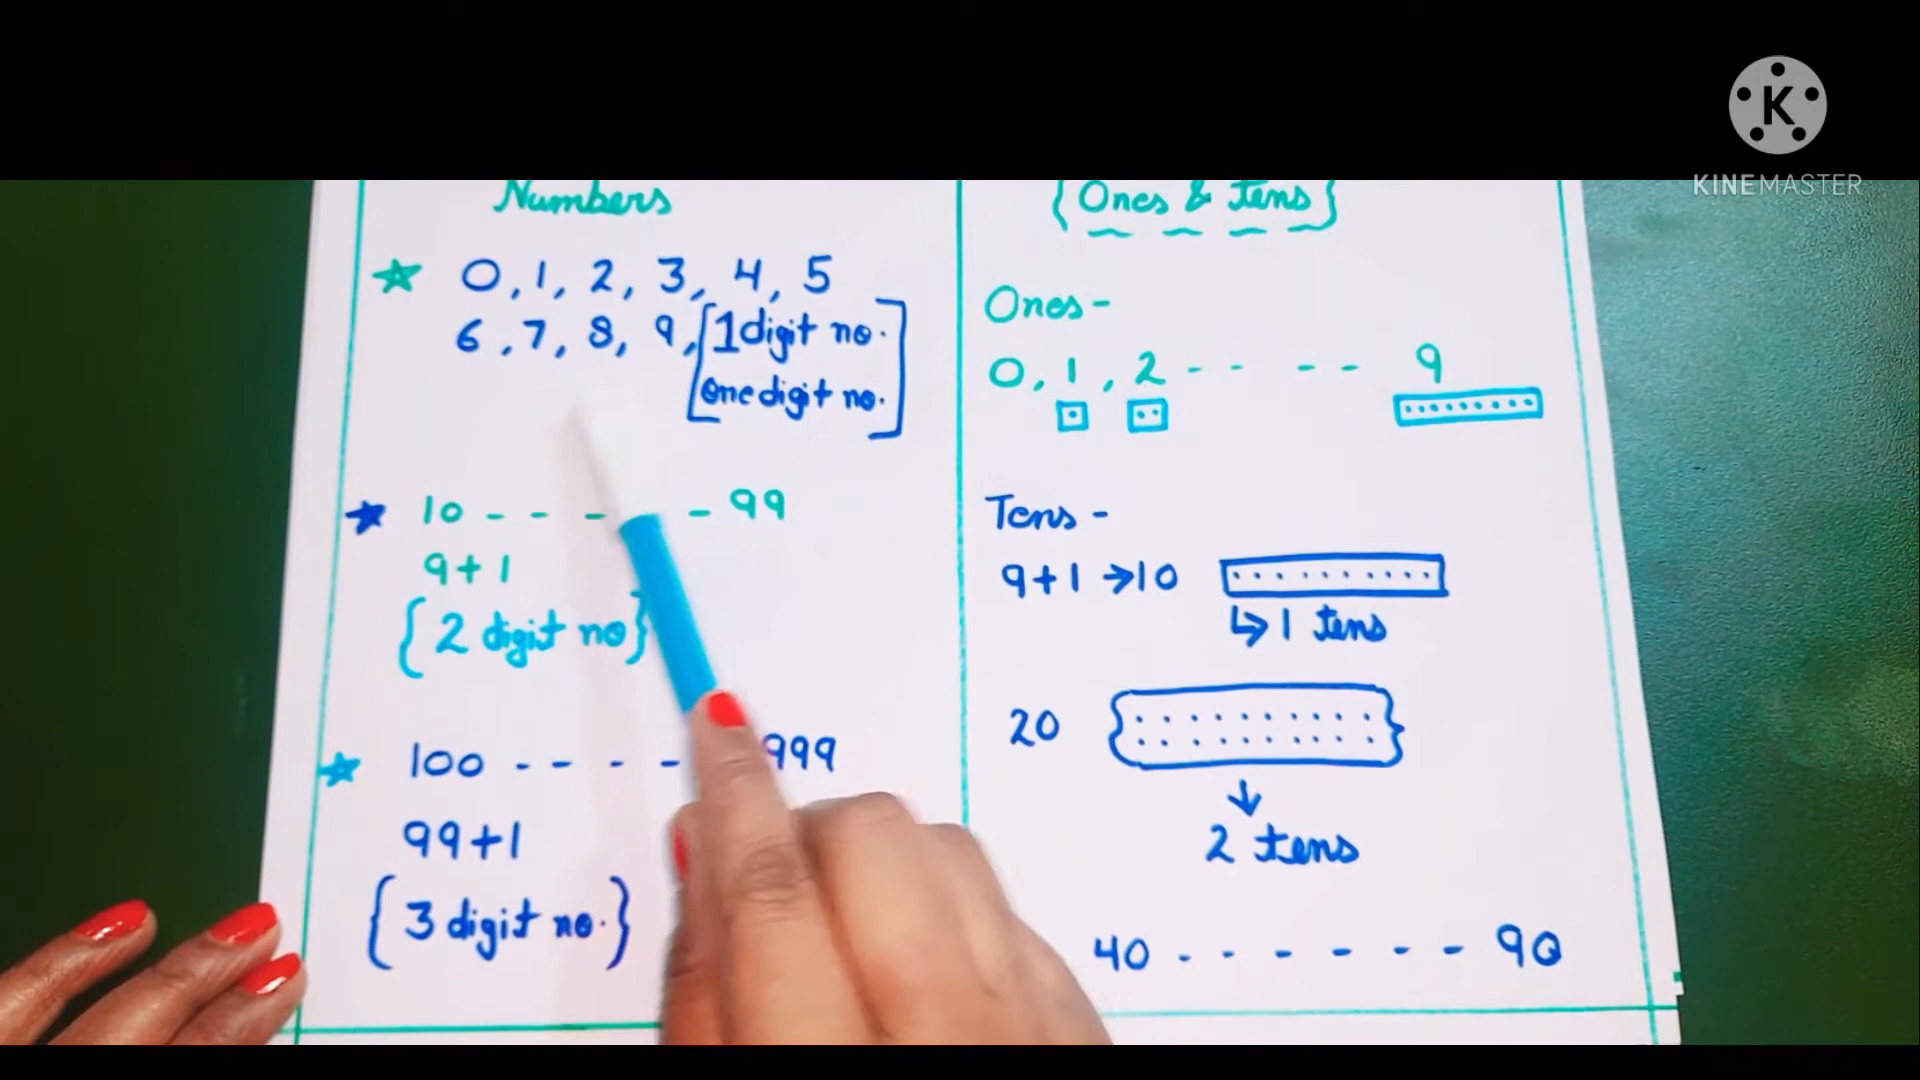 Numbers
0, 1, 2, 3, 4, 5
6, 7, 8, 9, [1 digit no.
one digit no.]
10 - - - - - 99
9+1
{2 digit no}
100 - - - - 999
99+1
{3 digit no.}
{Ones & tens}
Ones -
0, 1, 2 - - - - 9
Tens -
9+1 → 10
↳ 1 tens
20
↓
2 tens
40 - - - - - - 90
K
KINEMASTER